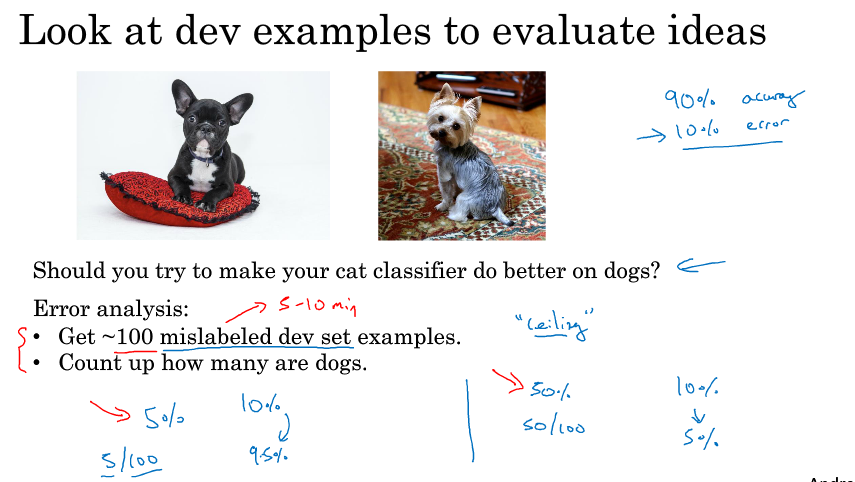 Look at dev examples to evaluate ideas
90% accuracy
→ 10% error
Should you try to make your cat classifier do better on dogs?
Error analysis:
5-10 min
"ceiling"
• Get ~100 mislabeled dev set examples.
• Count up how many are dogs.
5% 10%
5/100 9.5%
50% 10%
50/100 5%
Andre